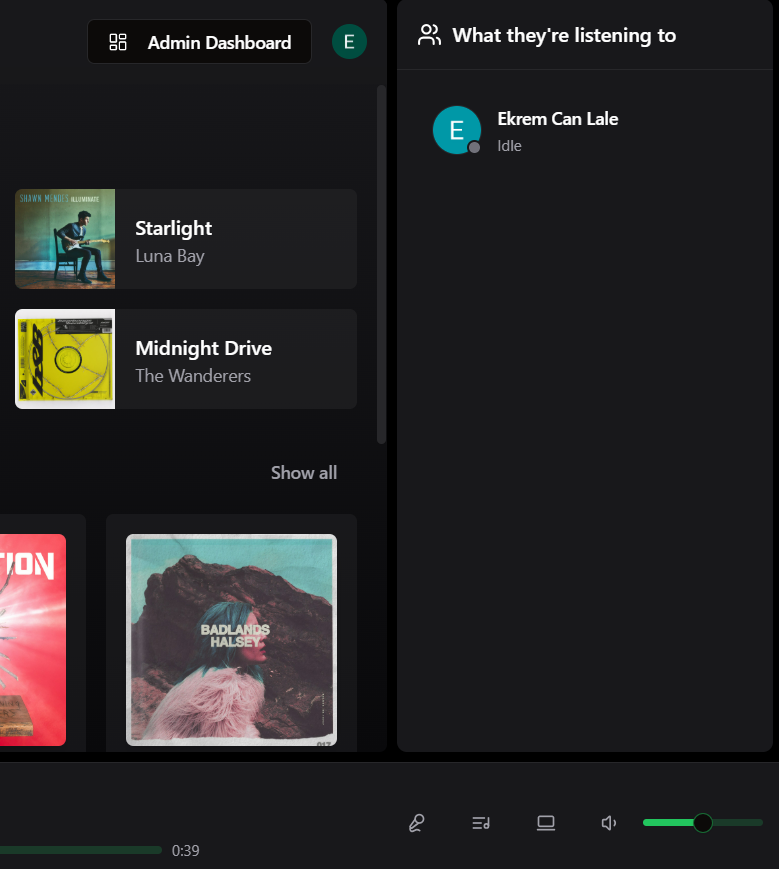 Admin Dashboard
E
What they're listening to
E
Ekrem Can Lale
Idle
SHAWN MENDES ILLUMINATE
Starlight
Luna Bay
Midnight Drive
The Wanderers
Show all
TION
BADLANDS
HALSEY
0:39